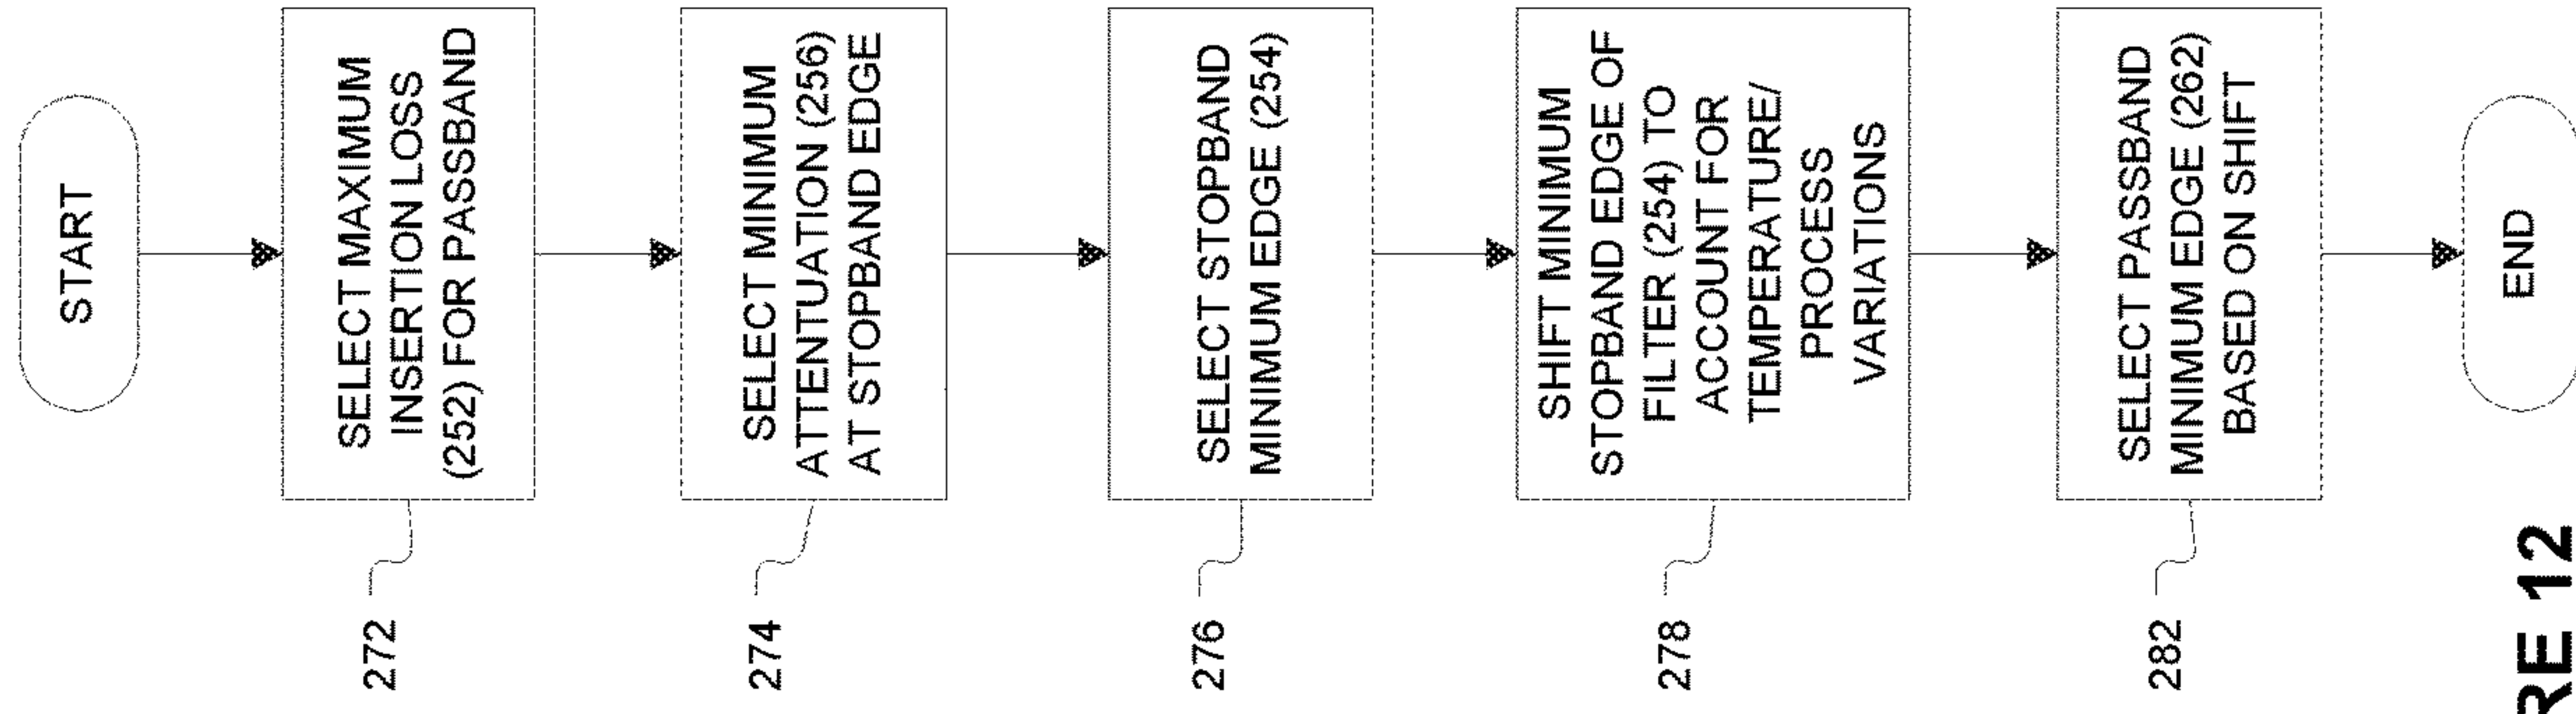 START
SELECT MAXIMUM
INSERTION LOSS
(252) FOR PASSBAND
272
SELECT MINIMUM
ATTENTUATION (256)
AT STOPBAND EDGE
274
SELECT STOPBAND
MINIMUM EDGE (254)
276
SHIFT MINIMUM
STOPBAND EDGE OF
FILTER (254) TO
ACCOUNT FOR
TEMPERATURE/
PROCESS
VARIATIONS
278
SELECT PASSBAND
MINIMUM EDGE (262)
BASED ON SHIFT
282
END
RE 12